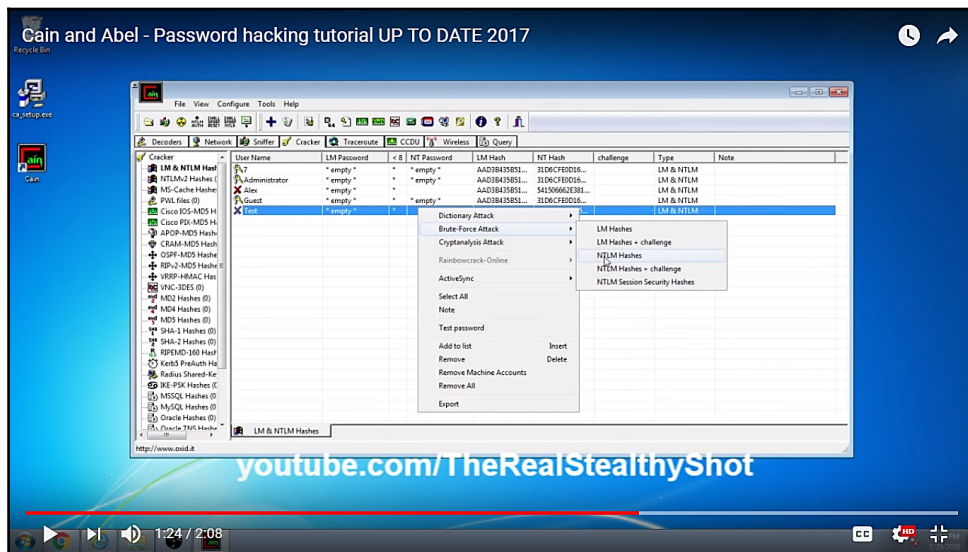 Cain and Abel - Password hacking tutorial UP TO DATE 2017
Recycle Bin
ca_setup.exe
Cain
File View Configure Tools Help
Decoders Network Sniffer Cracker Traceroute CCDU Wireless Query
Cracker
LM & NTLM Hash
NTLMv2 Hashes (
MS-Cache Hashe
PWL files (0)
Cisco IOS-MD5 H
Cisco PIX-MD5 H
APOP-MD5 Hash
CRAM-MD5 Hash
OSPF-MD5 Hashe
RIPv2-MD5 Hashe
VRRP-HMAC Has
VNC-3DES (0)
MD2 Hashes (0)
MD4 Hashes (0)
MD5 Hashes (0)
SHA-1 Hashes (0)
SHA-2 Hashes (0)
RIPEMD-160 Hash
Kerb5 PreAuth Ha
Radius Shared-Ke
IKE-PSK Hashes (0
MSSQL Hashes (0)
MySQL Hashes (0)
Oracle Hashes (0)
Oracle TNS Hashe
User Name LM Password < 8 NT Password LM Hash NT Hash challenge Type Note
7 * empty * * * empty * AAD3B435B51... 31D6CFE0D16... LM & NTLM
Administrator * empty * * * empty * AAD3B435B51... 31D6CFE0D16... LM & NTLM
Alex * empty * * AAD3B435B51... 541506662E381... LM & NTLM
Guest * empty * * * empty * AAD3B435B51... 31D6CFE0D16... LM & NTLM
Test * empty * * LM & NTLM
Dictionary Attack
Brute-Force Attack
Cryptanalysis Attack
Rainbowcrack-Online
ActiveSync
Select All
Note
Test password
Add to list Insert
Remove Delete
Remove Machine Accounts
Remove All
Export
LM Hashes
LM Hashes + challenge
NTLM Hashes
NTLM Hashes + challenge
NTLM Session Security Hashes
LM & NTLM Hashes
http://www.oxid.it
youtube.com/TheRealStealthyShot
1:24 / 2:08
CC
HD